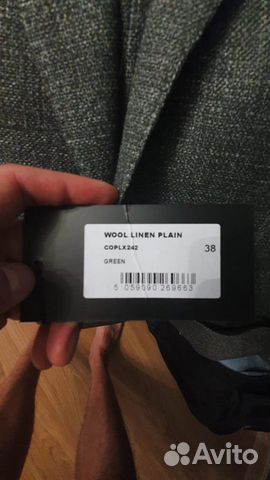 WOOL LINEN PLAIN
COPLX242
38
GREEN
5 059090 269663
Avito